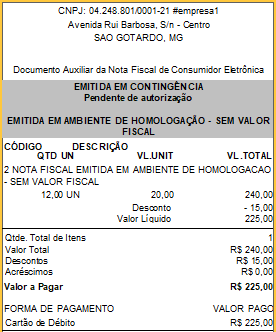 CNPJ: 04.248.801/0001-21 #empresa1
Avenida Rui Barbosa, S/n - Centro
SAO GOTARDO, MG
Documento Auxiliar da Nota Fiscal de Consumidor Eletrônica
EMITIDA EM CONTINGÊNCIA
Pendente de autorização
EMITIDA EM AMBIENTE DE HOMOLOGAÇÃO - SEM VALOR
FISCAL
CÓDIGO DESCRIÇÃO
QTD UN VL.UNIT VL.TOTAL
2 NOTA FISCAL EMITIDA EM AMBIENTE DE HOMOLOGACAO
- SEM VALOR FISCAL
12,00 UN 20,00 240,00
Desconto - 15,00
Valor Líquido 225,00
Qtde. Total de Itens 1
Valor Total R$ 240,00
Descontos R$ 15,00
Acréscimos R$ 0,00
Valor a Pagar R$ 225,00
FORMA DE PAGAMENTO VALOR PAGO
Cartão de Débito R$ 225,00